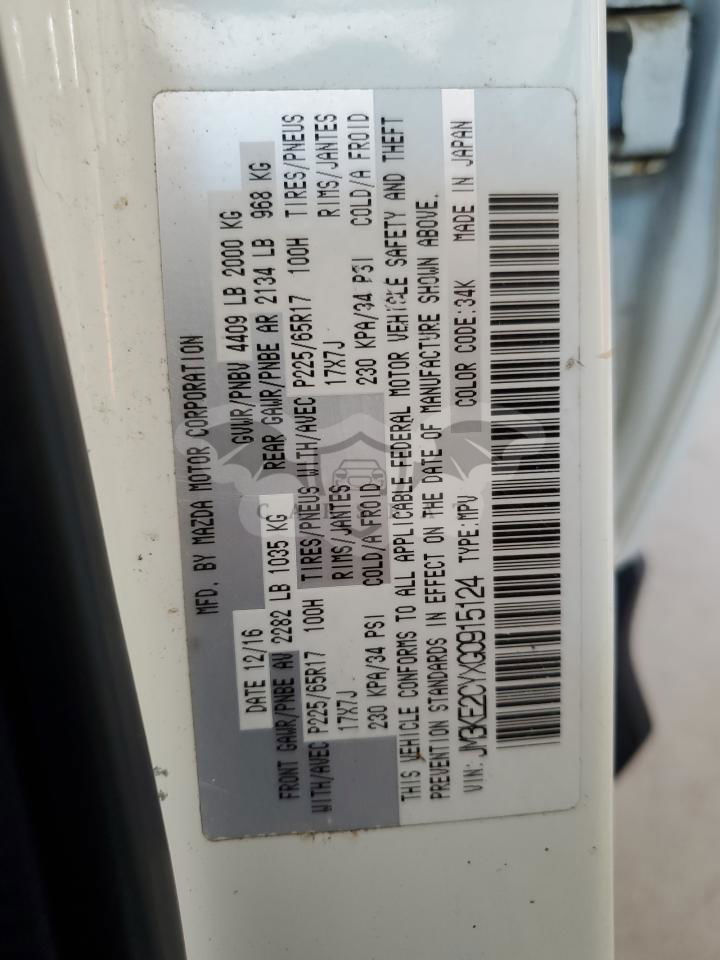 MFD. BY MAZDA MOTOR CORPORATION
DATE 12/16 GVWR/PNBV 4409 LB 2000 KG
FRONT GAWR/PNBE AV 2282 LB 1035 KG REAR GAWR/PNBE AR 2134 LB 968 KG
WITH/AVEC P225/65R17 100H TIRES/PNEUS WITH/AVEC P225/65R17 100H TIRES/PNEUS
17X7J RIMS/JANTES 17X7J RIMS/JANTES
230 KPA/34 PSI COLD/A FROID 230 KPA/34 PSI COLD/A FROID
THIS VEHICLE CONFORMS TO ALL APPLICABLE FEDERAL MOTOR VEHICLE SAFETY AND THEFT
PREVENTION STANDARDS IN EFFECT ON THE DATE OF MANUFACTURE SHOWN ABOVE.
VIN: JM3KE2CYXG0915124 TYPE:MPV COLOR CODE:34K MADE IN JAPAN